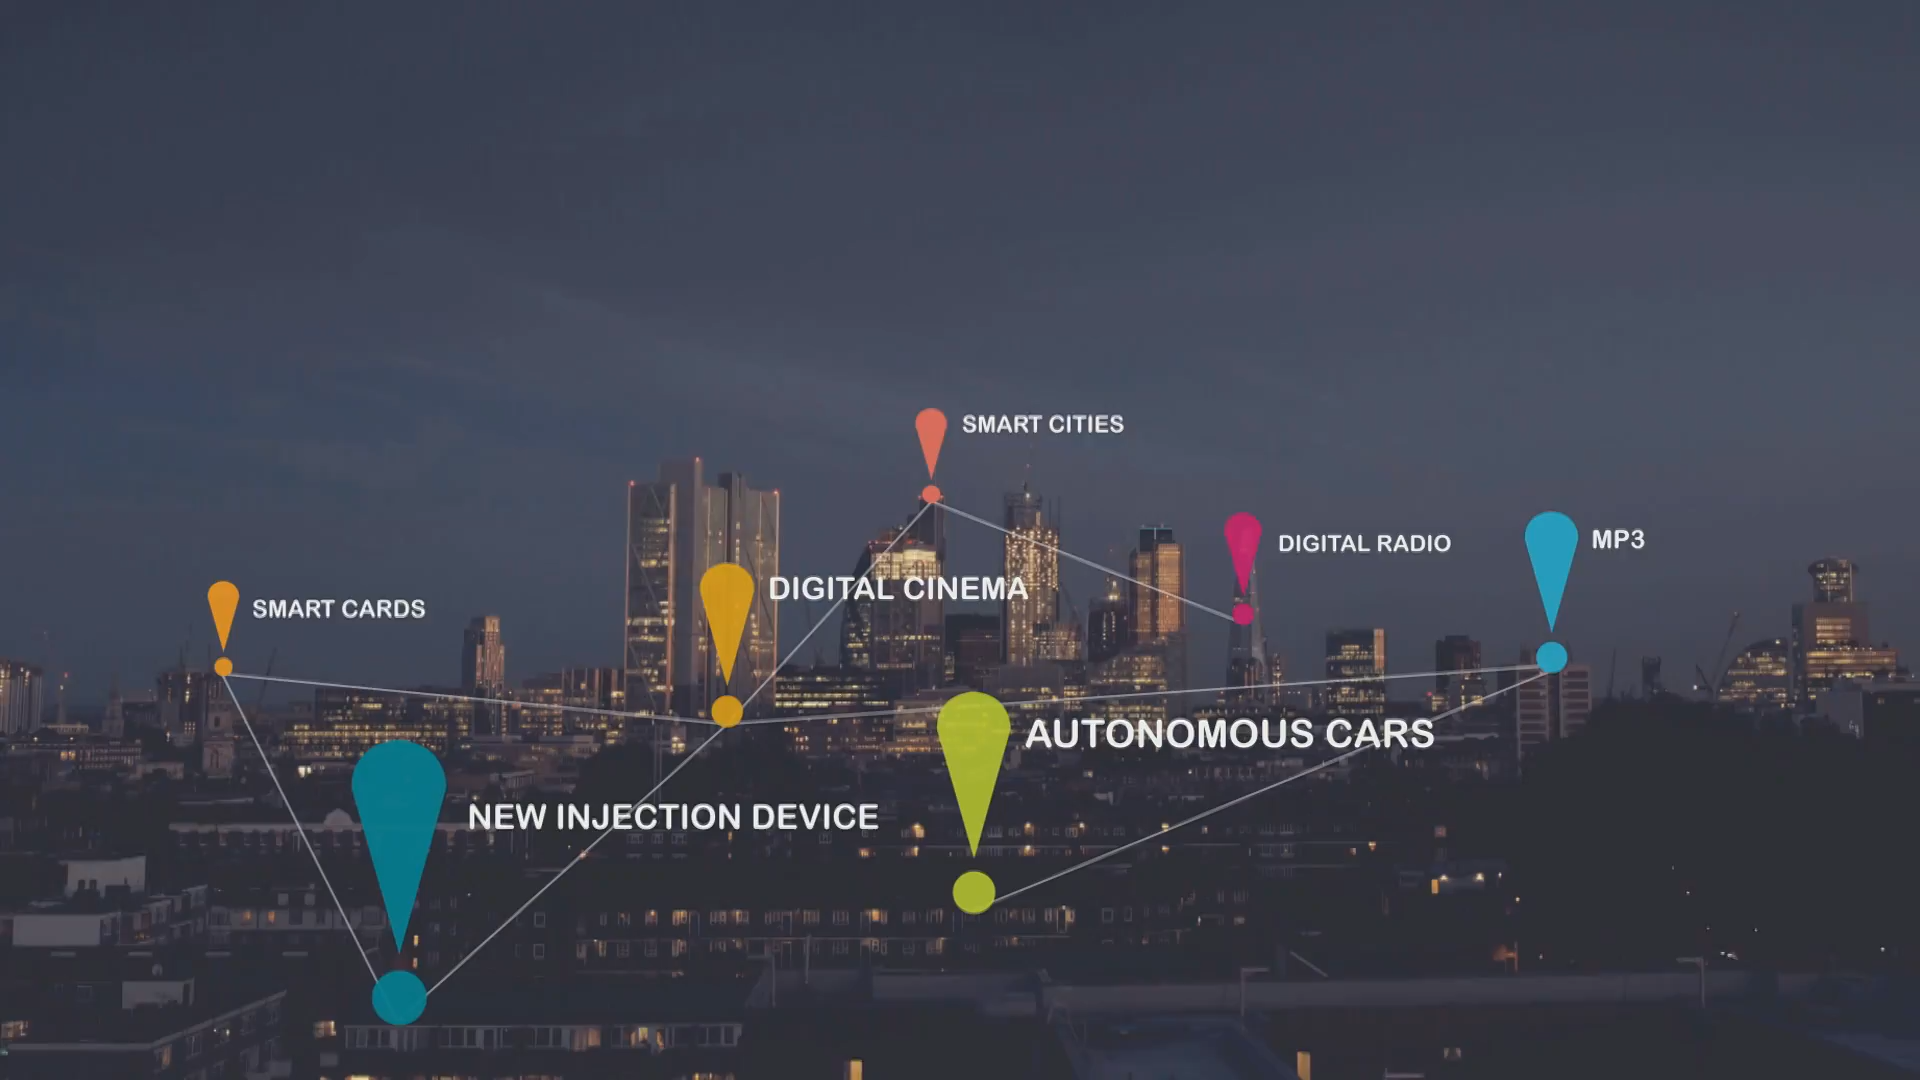 SMART CITIES
DIGITAL RADIO
MP3
DIGITAL CINEMA
SMART CARDS
AUTONOMOUS CARS
NEW INJECTION DEVICE